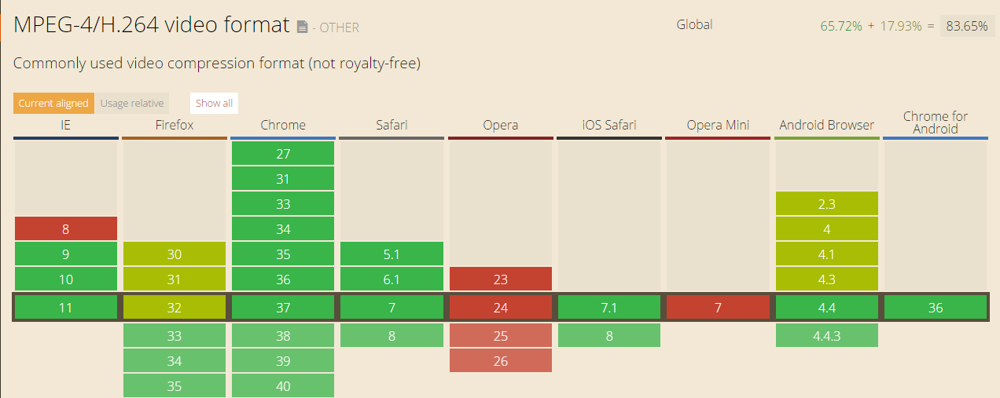 MPEG-4/H.264 video format - OTHER Global 65.72% + 17.93% = 83.65%
Commonly used video compression format (not royalty-free)
Current aligned Usage relative Show all
IE Firefox Chrome Safari Opera iOS Safari Opera Mini Android Browser Chrome for
Android
27
31
33 2.3
8 34 4
9 30 35 5.1 4.1
10 31 36 6.1 23 4.3
11 32 37 7 24 7.1 7 4.4 36
33 38 8 25 8 4.4.3
34 39 26
35 40